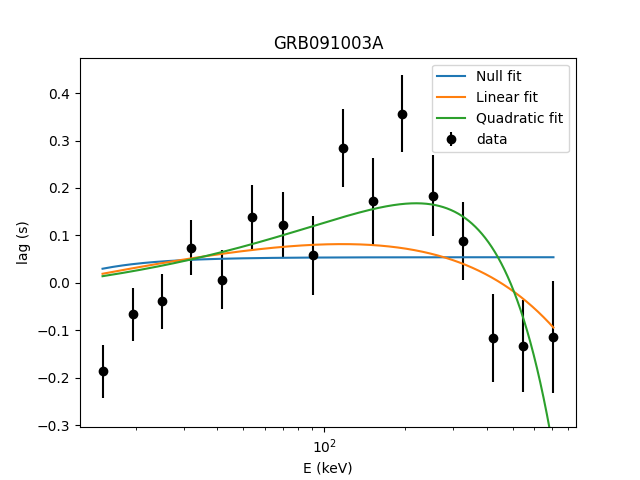 GRB091003A
Null fit
Linear fit
Quadratic fit
data
lag (s)
0.4
0.3
0.2
0.1
0.0
−0.1
−0.2
−0.3
10²
E (keV)